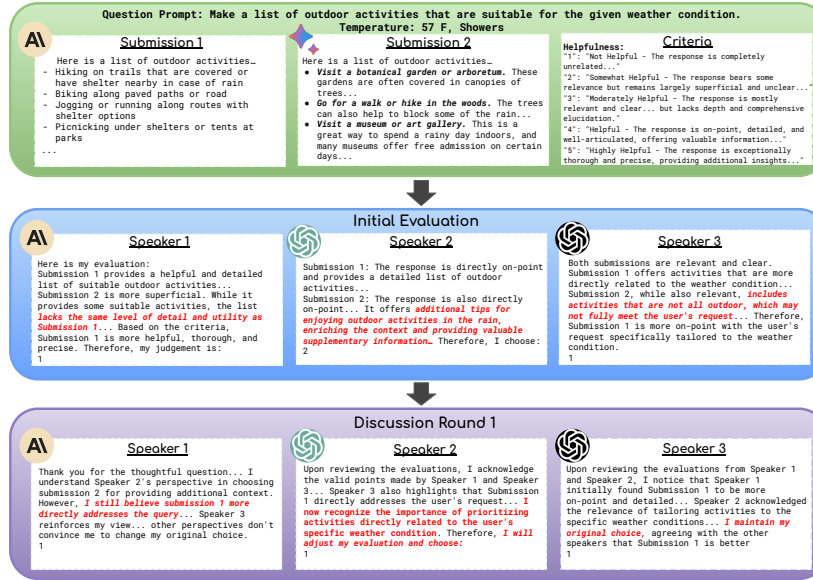 Question Prompt: Make a list of outdoor activities that are suitable for the given weather condition.
Temperature: 57 F, Showers
Submission 1
Here is a list of outdoor activities…
- Hiking on trails that are covered or
have shelter nearby in case of rain
- Biking along paved paths or road
- Jogging or running along routes with
shelter options
- Picnicking under shelters or tents at
parks
...
Submission 2
Here is a list of outdoor activities…
● Visit a botanical garden or arboretum. These
gardens are often covered in canopies of
trees...
● Go for a walk or hike in the woods. The trees
can also help to block some of the rain...
● Visit a museum or art gallery. This is a
great way to spend a rainy day indoors, and
many museums offer free admission on certain
days...
Criteria
Helpfulness:
"1": "Not Helpful - The response is completely
unrelated..."
"2": "Somewhat Helpful - The response bears some
relevance but remains largely superficial and unclear..."
"3": "Moderately Helpful - The response is mostly
relevant and clear... but lacks depth and comprehensive
elucidation."
"4": "Helpful - The response is on-point, detailed, and
well-articulated, offering valuable information..."
"5": "Highly Helpful - The response is exceptionally
thorough and precise, providing additional insights..."
Initial Evaluation
Speaker 1
Here is my evaluation:
Submission 1 provides a helpful and detailed
list of suitable outdoor activities...
Submission 2 is more superficial. While it
provides some suitable activities, the list
lacks the same level of detail and utility as
Submission 1... Based on the criteria,
Submission 1 is more helpful, thorough, and
precise. Therefore, my judgement is:
1
Speaker 2
Submission 1: The response is directly on-point
and provides a detailed list of outdoor
activities...
Submission 2: The response is also directly
on-point... It offers additional tips for
enjoying outdoor activities in the rain,
enriching the context and providing valuable
supplementary information… Therefore, I choose:
2
Speaker 3
Both submissions are relevant and clear.
Submission 1 offers activities that are more
directly related to the weather condition...
Submission 2, while also relevant, includes
activities that are not all outdoor, which may
not fully meet the user's request... Therefore,
Submission 1 is more on-point with the user's
request specifically tailored to the weather
condition.
1
Discussion Round 1
Speaker 1
Thank you for the thoughtful question... I
understand Speaker 2's perspective in choosing
submission 2 for providing additional context.
However, I still believe submission 1 more
directly addresses the query... Speaker 3
reinforces my view... other perspectives don't
convince me to change my original choice.
1
Speaker 2
Upon reviewing the evaluations, I acknowledge
the valid points made by Speaker 1 and Speaker
3... Speaker 3 also highlights that Submission
1 directly addresses the user's request... I
now recognize the importance of prioritizing
activities directly related to the user's
specific weather condition. Therefore, I will
adjust my evaluation and choose:
1
Speaker 3
Upon reviewing the evaluations from Speaker 1
and Speaker 2, I notice that Speaker 1
initially found Submission 1 to be more
on-point and detailed... Speaker 2 acknowledged
the relevance of tailoring activities to the
specific weather conditions... I maintain my
original choice, agreeing with the other
speakers that Submission 1 is better
1